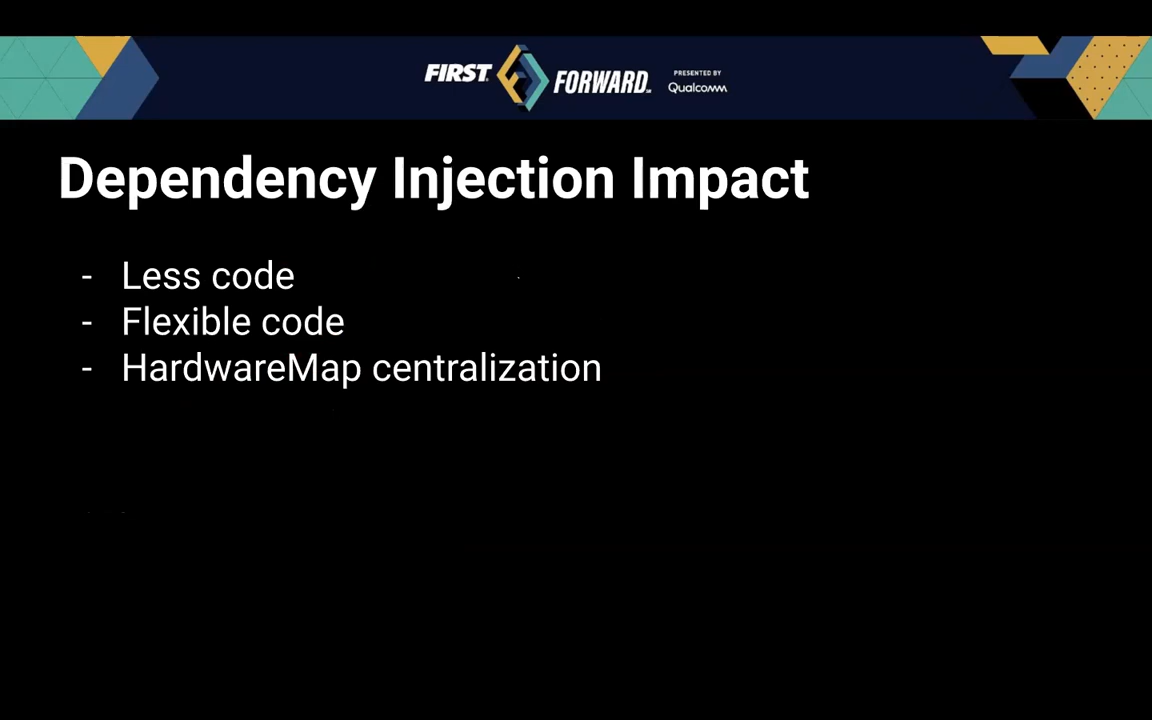 FIRST FORWARD PRESENTED BY Qualcomm
Dependency Injection Impact
- Less code
- Flexible code
- HardwareMap centralization